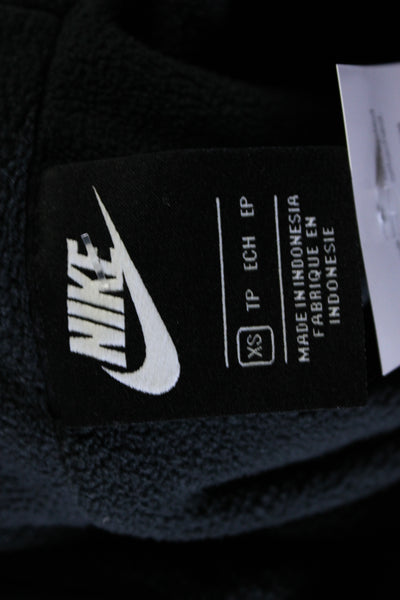 NIKE
XS TP ECH EP
MADE IN INDONESIA
FABRIQUE EN
INDONESIE